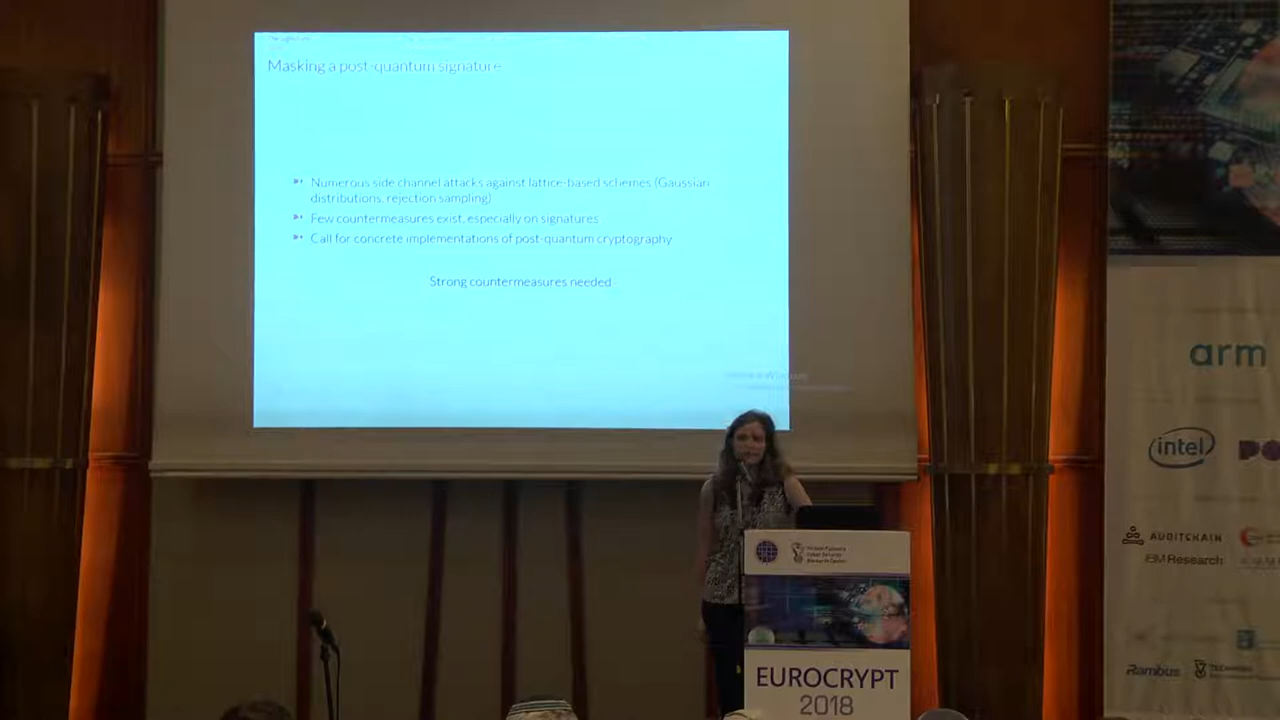 Masking a post-quantum signature
Numerous side channel attacks against lattice-based schemes (Gaussian
distributions, rejection sampling)
Few countermeasures exist, especially on signatures
Call for concrete implementations of post-quantum cryptography
Strong countermeasures needed
arm
intel
AUDITCHAIN
IBM Research
Rambus
EUROCRYPT
2018